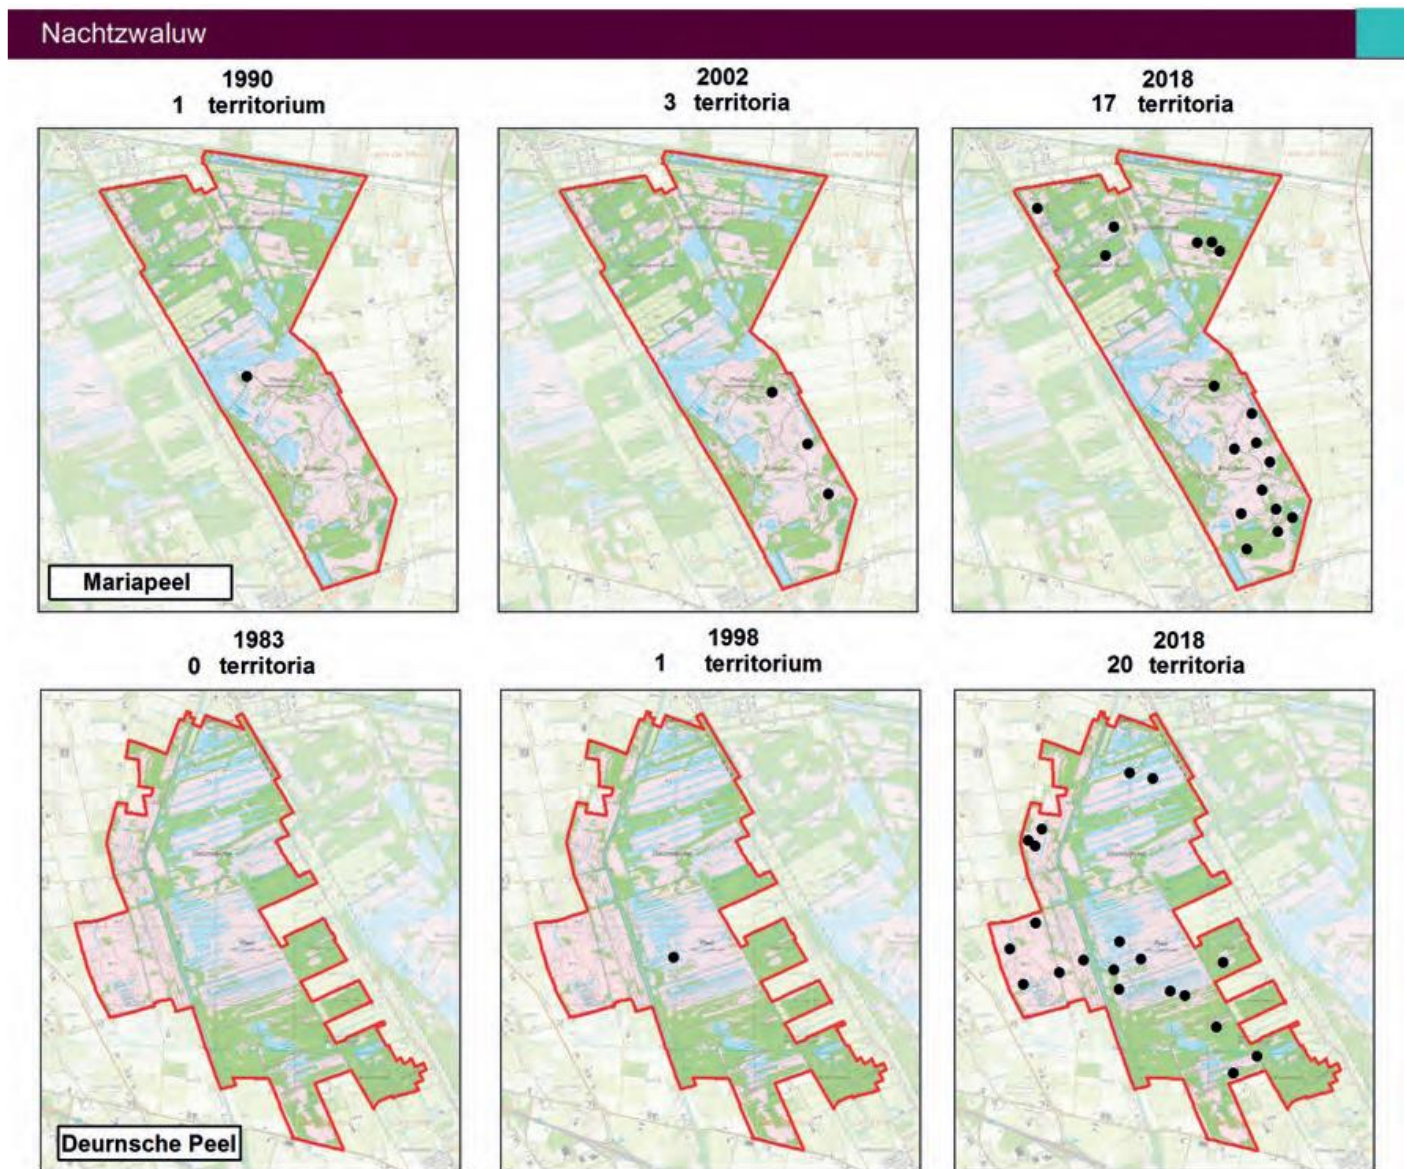 Nachtzwaluw
1990
1 territorium
2002
3 territoria
2018
17 territoria
Mariapeel
1983
0 territoria
1998
1 territorium
2018
20 territoria
Deurnsche Peel